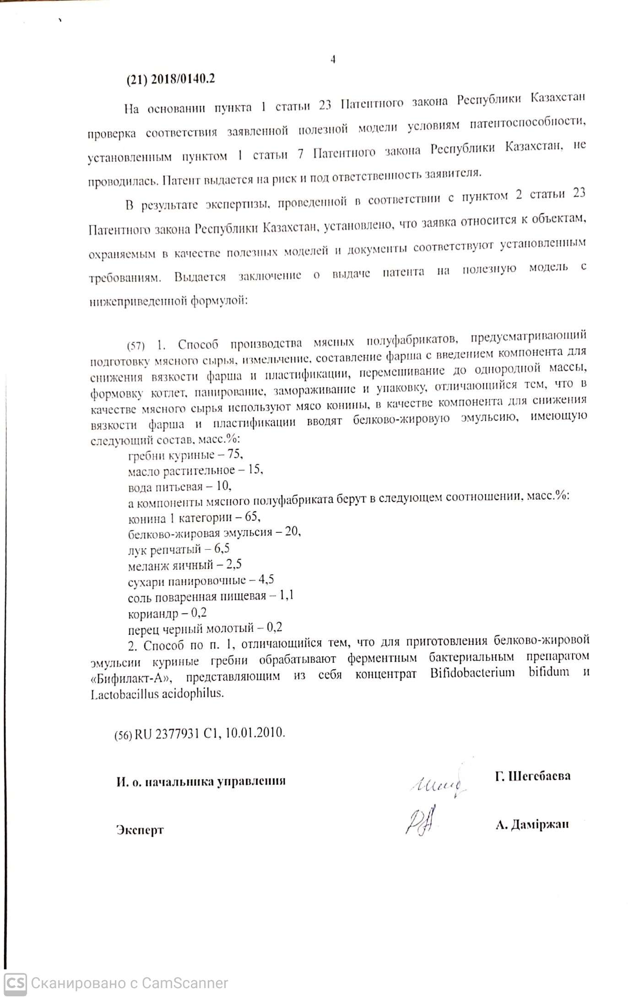 4
(21) 2018/0140.2
На основании пункта 1 статьи 23 Патентного закона Республики Казахстан
проверка соответствия заявленной полезной модели условиям патентоспособности,
установленным пунктом 1 статьи 7 Патентного закона Республики Казахстан, не
проводилась. Патент выдается на риск и под ответственность заявителя.
В результате экспертизы, проведенной в соответствии с пунктом 2 статьи 23
Патентного закона Республики Казахстан, установлено, что заявка относится к объектам,
охраняемым в качестве полезных моделей и документы соответствуют установленным
требованиям. Выдается заключение о выдаче патента на полезную модель с
нижеприведенной формулой:
(57) 1. Способ производства мясных полуфабрикатов, предусматривающий
подготовку мясного сырья, измельчение, составление фарша с введением компонента для
снижения вязкости фарша и пластификации, перемешивание до однородной массы,
формовку котлет, панирование, замораживание и упаковку, отличающийся тем, что в
качестве мясного сырья используют мясо конины, в качестве компонента для снижения
вязкости фарша и пластификации вводят белково-жировую эмульсию, имеющую
следующий состав, масс.%:
гребни куриные – 75,
масло растительное – 15,
вода питьевая – 10,
а компоненты мясного полуфабриката берут в следующем соотношении, масс.%:
конина 1 категории – 65,
белково-жировая эмульсия – 20,
лук репчатый – 6,5
меланж яичный – 2,5
сухари панировочные – 4,5
соль поваренная пищевая – 1,1
кориандр – 0,2
перец черный молотый – 0,2
2. Способ по п. 1, отличающийся тем, что для приготовления белково-жировой
эмульсии куриные гребни обрабатывают ферментным бактериальным препаратом
«Бифилакт-А», представляющим из себя концентрат Bifidobacterium bifidum и
Lactobacillus acidophilus.
(56) RU 2377931 C1, 10.01.2010.
И. о. начальника управления Г. Шегебаева
Эксперт А. Даміржан
CS Сканировано с CamScanner